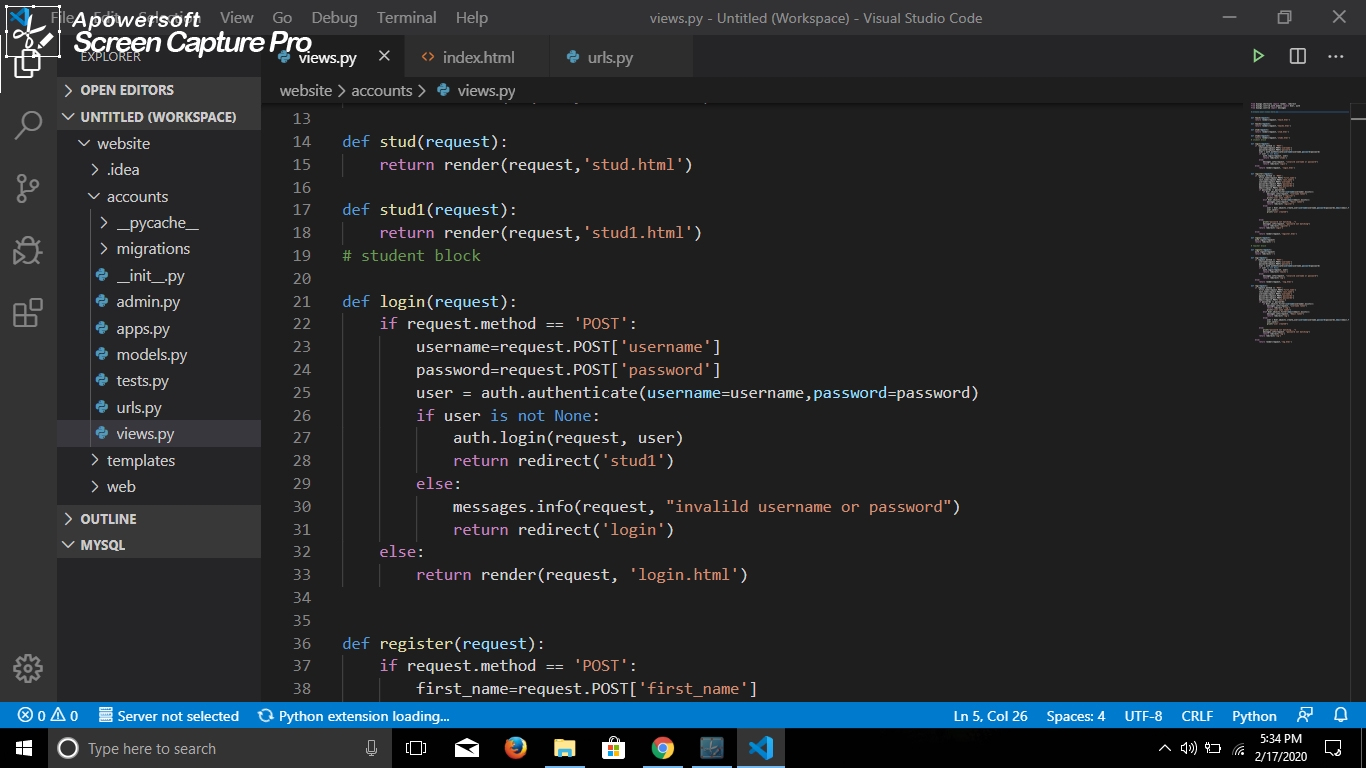 File Edit Selection View Go Debug Terminal Help
views.py - Untitled (Workspace) - Visual Studio Code
Apowersoft
Screen Capture Pro
EXPLORER
views.py
index.html
urls.py
OPEN EDITORS
UNTITLED (WORKSPACE)
website
.idea
accounts
__pycache__
migrations
__init__.py
admin.py
apps.py
models.py
tests.py
urls.py
views.py
templates
web
OUTLINE
MYSQL
website > accounts > views.py
13
14 def stud(request):
15     return render(request,'stud.html')
16
17 def stud1(request):
18     return render(request,'stud1.html')
19 # student block
20
21 def login(request):
22     if request.method == 'POST':
23         username=request.POST['username']
24         password=request.POST['password']
25         user = auth.authenticate(username=username,password=password)
26         if user is not None:
27             auth.login(request, user)
28             return redirect('stud1')
29         else:
30             messages.info(request, "invalild username or password")
31             return redirect('login')
32     else:
33         return render(request, 'login.html')
34
35
36 def register(request):
37     if request.method == 'POST':
38         first_name=request.POST['first_name']
0 0 Server not selected Python extension loading... Ln 5, Col 26 Spaces: 4 UTF-8 CRLF Python
Type here to search
5:34 PM
2/17/2020